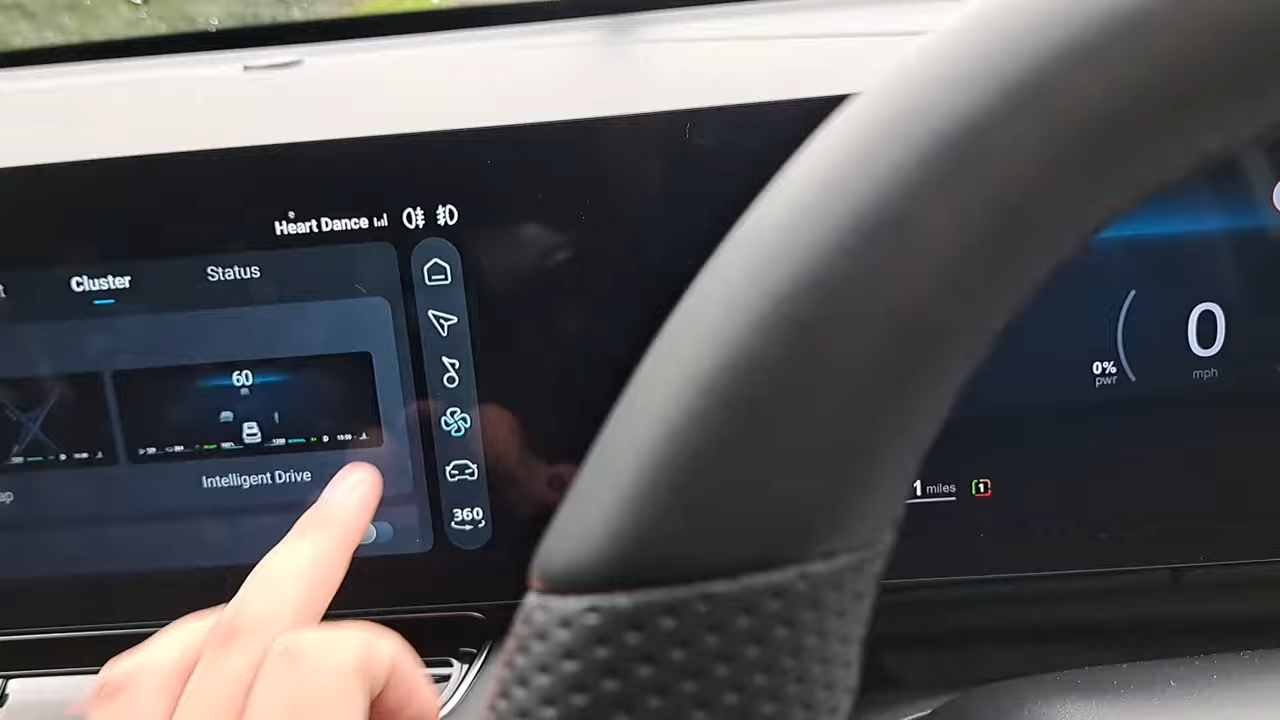 Heart Dance
Cluster
Status
60
Intelligent Drive
360
0% 
pwr
0
mph
1 miles
1